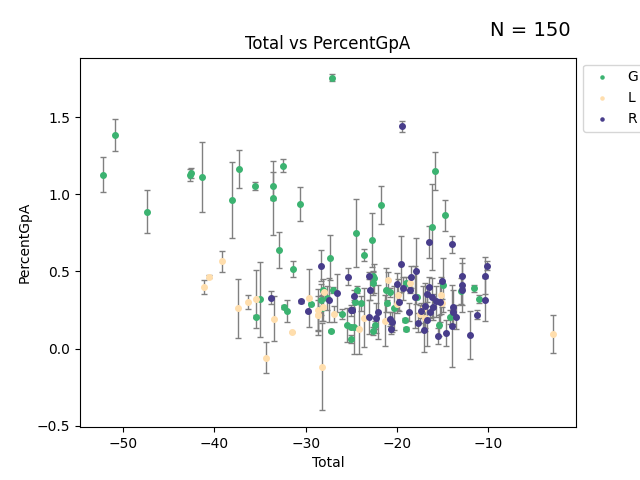 N = 150
Total vs PercentGpA
G
L
R
1.5
1.0
0.5
0.0
−0.5
PercentGpA
−50
−40
−30
−20
−10
Total